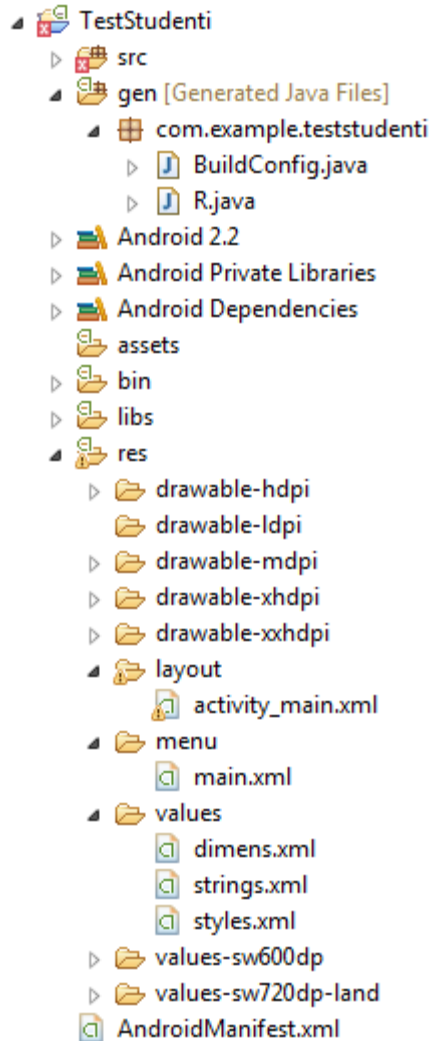 TestStudenti
src
gen [Generated Java Files]
com.example.teststudenti
BuildConfig.java
R.java
Android 2.2
Android Private Libraries
Android Dependencies
assets
bin
libs
res
drawable-hdpi
drawable-ldpi
drawable-mdpi
drawable-xhdpi
drawable-xxhdpi
layout
activity_main.xml
menu
main.xml
values
dimens.xml
strings.xml
styles.xml
values-sw600dp
values-sw720dp-land
AndroidManifest.xml